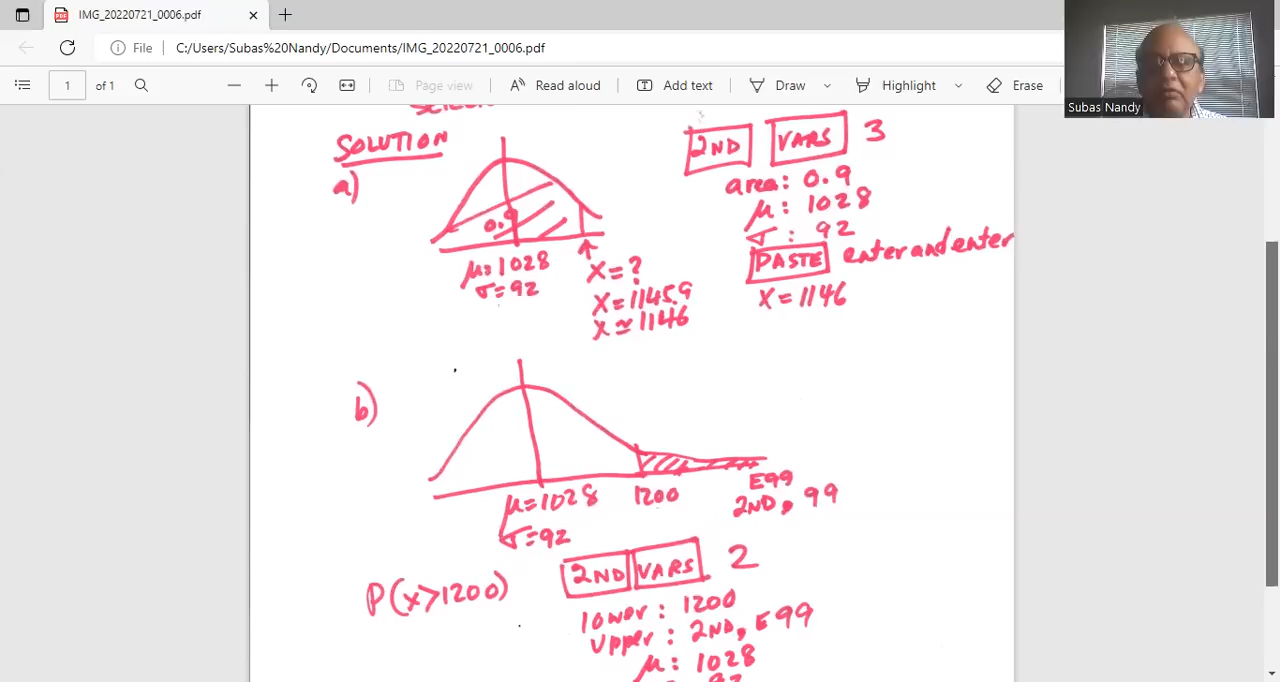 IMG_20220721_0006.pdf
File
C:/Users/Subas%20Nandy/Documents/IMG_20220721_0006.pdf
1
of 1
Page view
Read aloud
Add text
Draw
Highlight
Erase
Subas Nandy
SOLUTION
a)
0.9
μ=1028
σ=92
X=?
X=1145.9
X≃1146
2ND VARS 3
area: 0.9
μ: 1028
σ: 92
PASTE enter and enter
X=1146
b)
μ=1028
σ=92
1200
E99
2ND, 99
P(x>1200)
2ND VARS 2
lower: 1200
Upper: 2ND, E99
μ: 1028
92